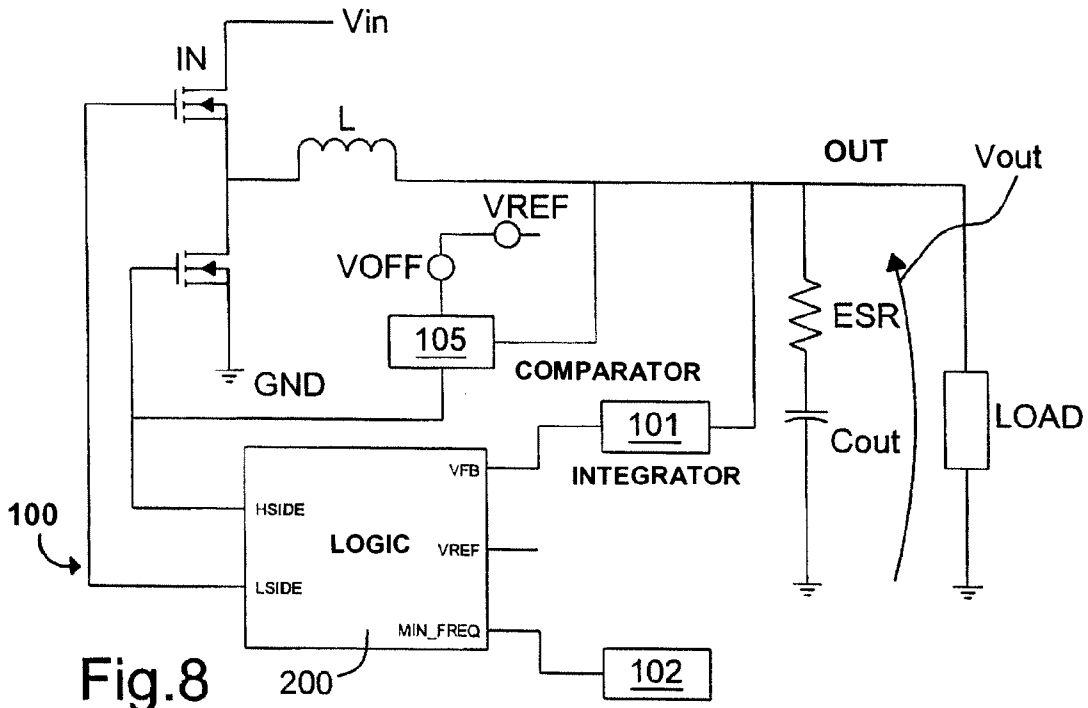 Vin
IN
L
OUT
Vout
VREF
VOFF
105
ESR
GND
COMPARATOR
101
Cout
LOAD
VFB
INTEGRATOR
HSIDE
100
LOGIC
VREF
LSIDE
MIN_FREQ
Fig.8
200
102